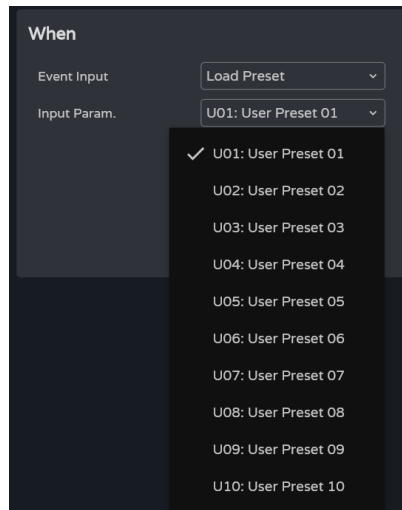 When
Event Input Load Preset
Input Param. U01: User Preset 01
U01: User Preset 01
U02: User Preset 02
U03: User Preset 03
U04: User Preset 04
U05: User Preset 05
U06: User Preset 06
U07: User Preset 07
U08: User Preset 08
U09: User Preset 09
U10: User Preset 10